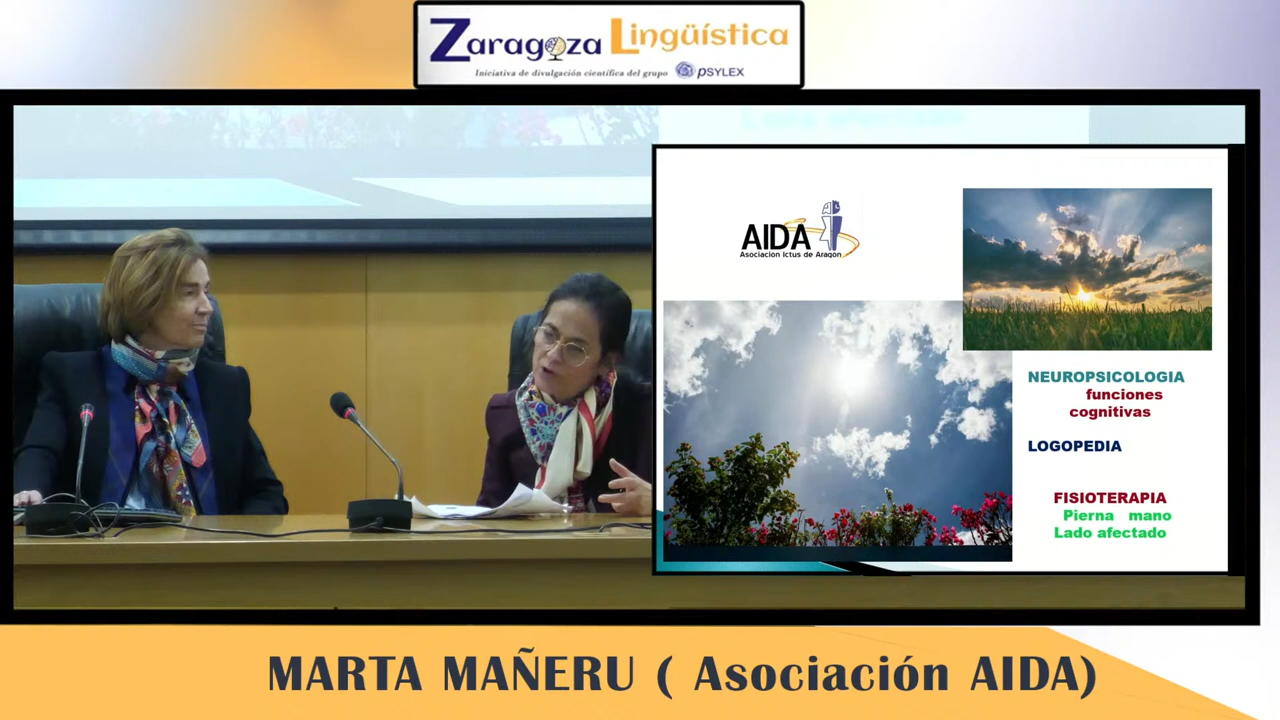 Zaragoza Lingüística
Iniciativa de divulgación científica del grupo PSYLEX
AIDA
Asociación Ictus de Aragón
NEUROPSICOLOGIA
funciones
cognitivas
LOGOPEDIA
FISIOTERAPIA
Pierna mano
Lado afectado
MARTA MAÑERU ( Asociación AIDA)